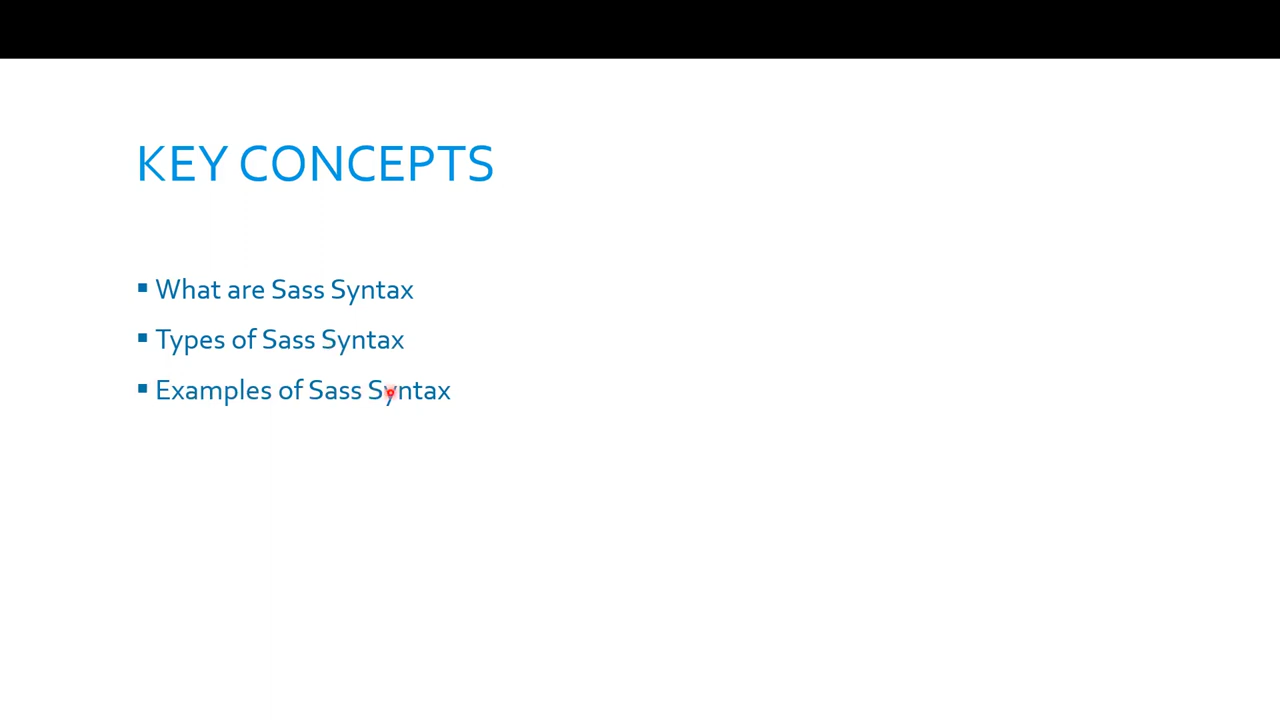 KEY CONCEPTS
▪ What are Sass Syntax
▪ Types of Sass Syntax
▪ Examples of Sass Syntax